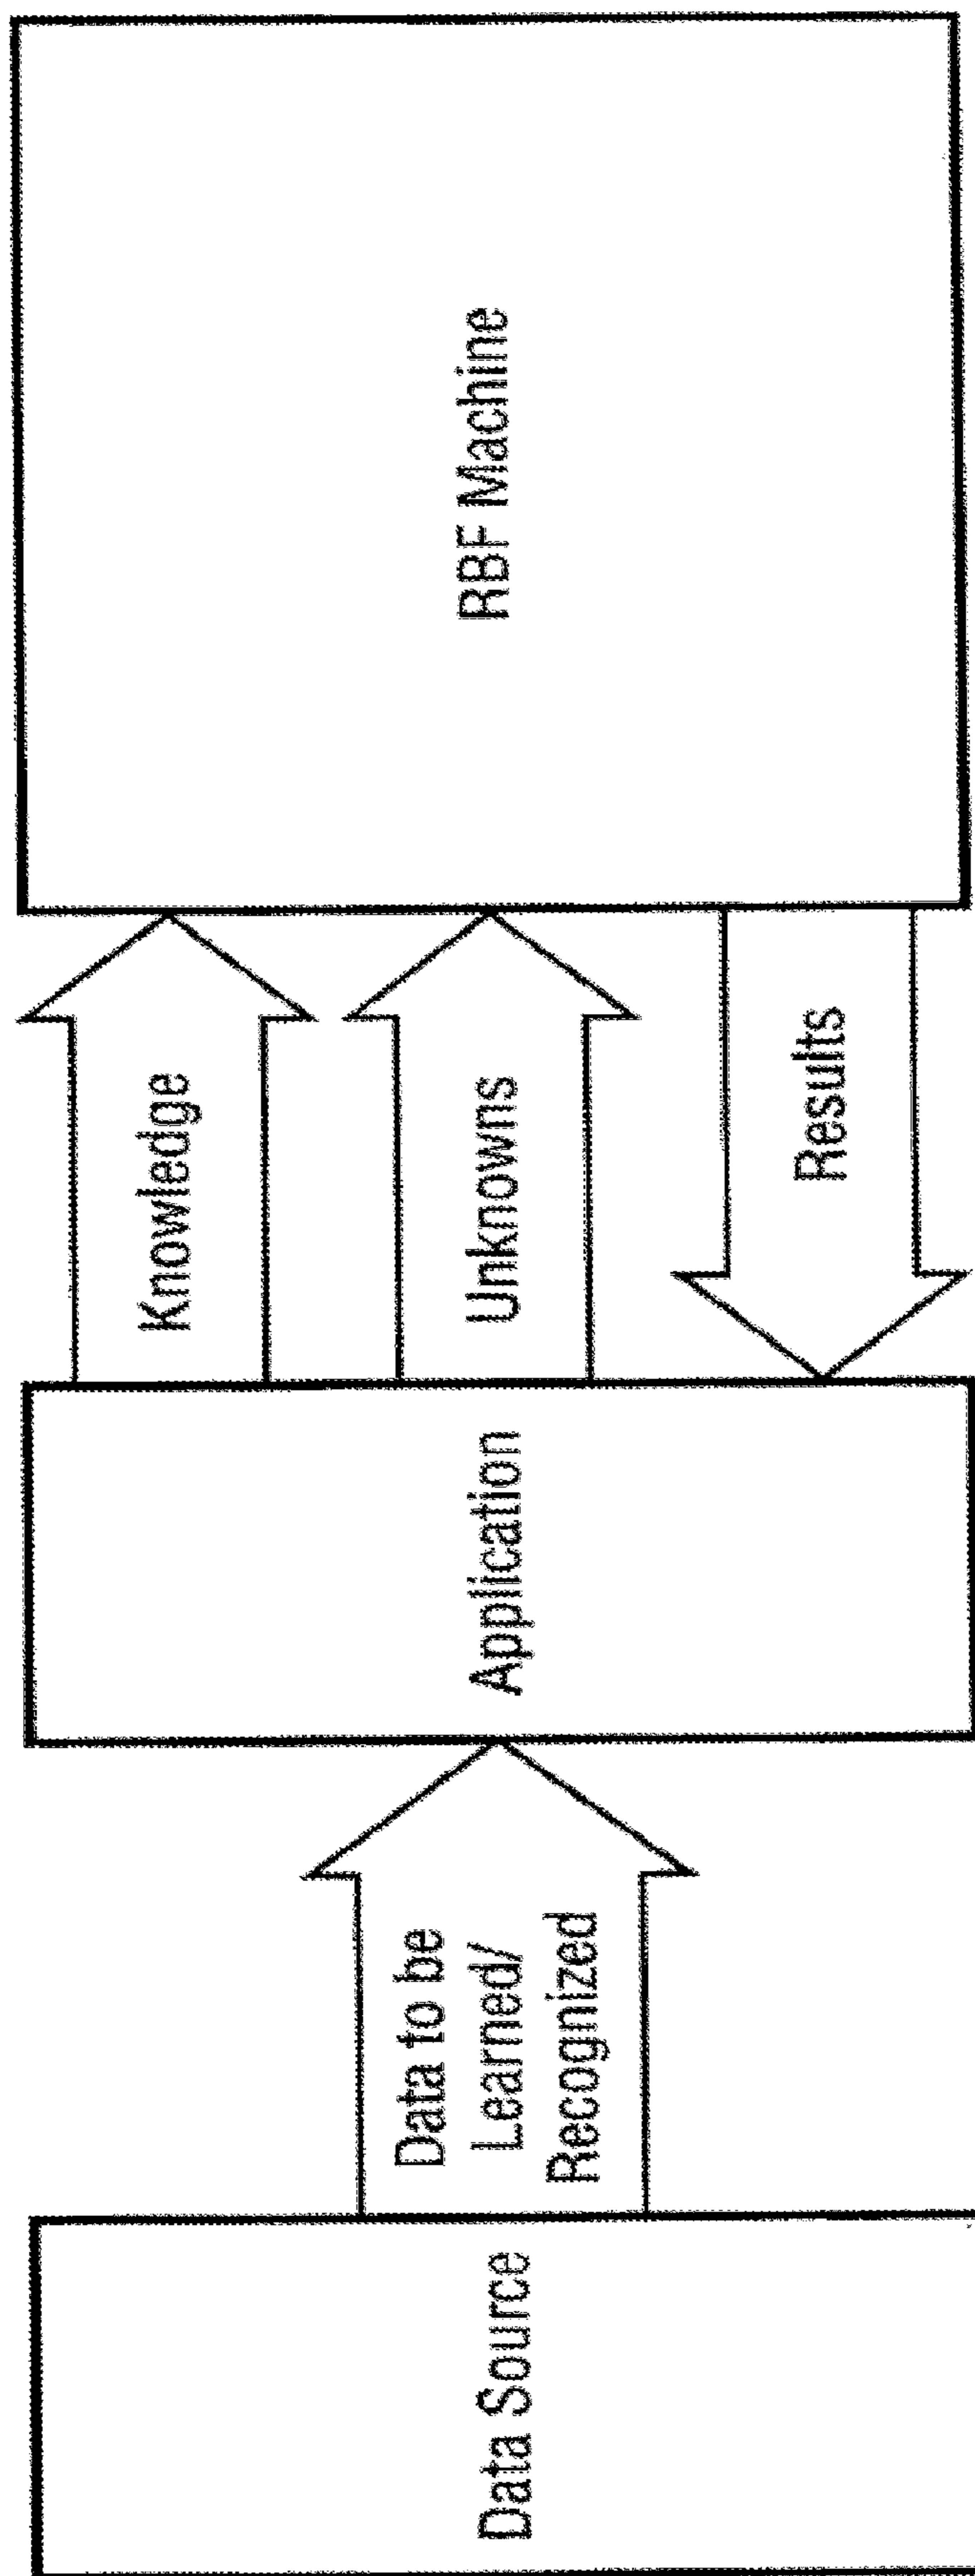 Data Source
Data to be
Learned/
Recognized
Application
Knowledge
Unknowns
Results
RBF Machine